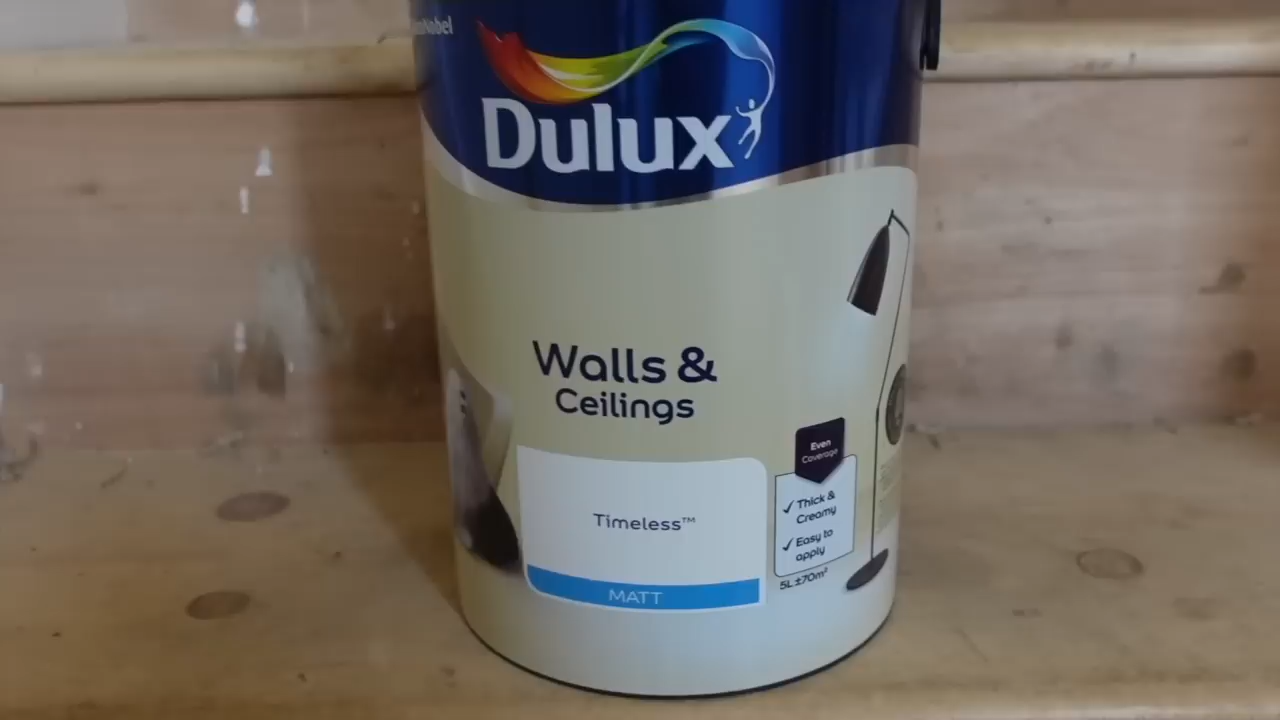 Dulux
Walls &
Ceilings
Timeless™
MATT
Even
Coverage
✓ Thick &
Creamy
✓ Easy to
apply
5L ±70m²